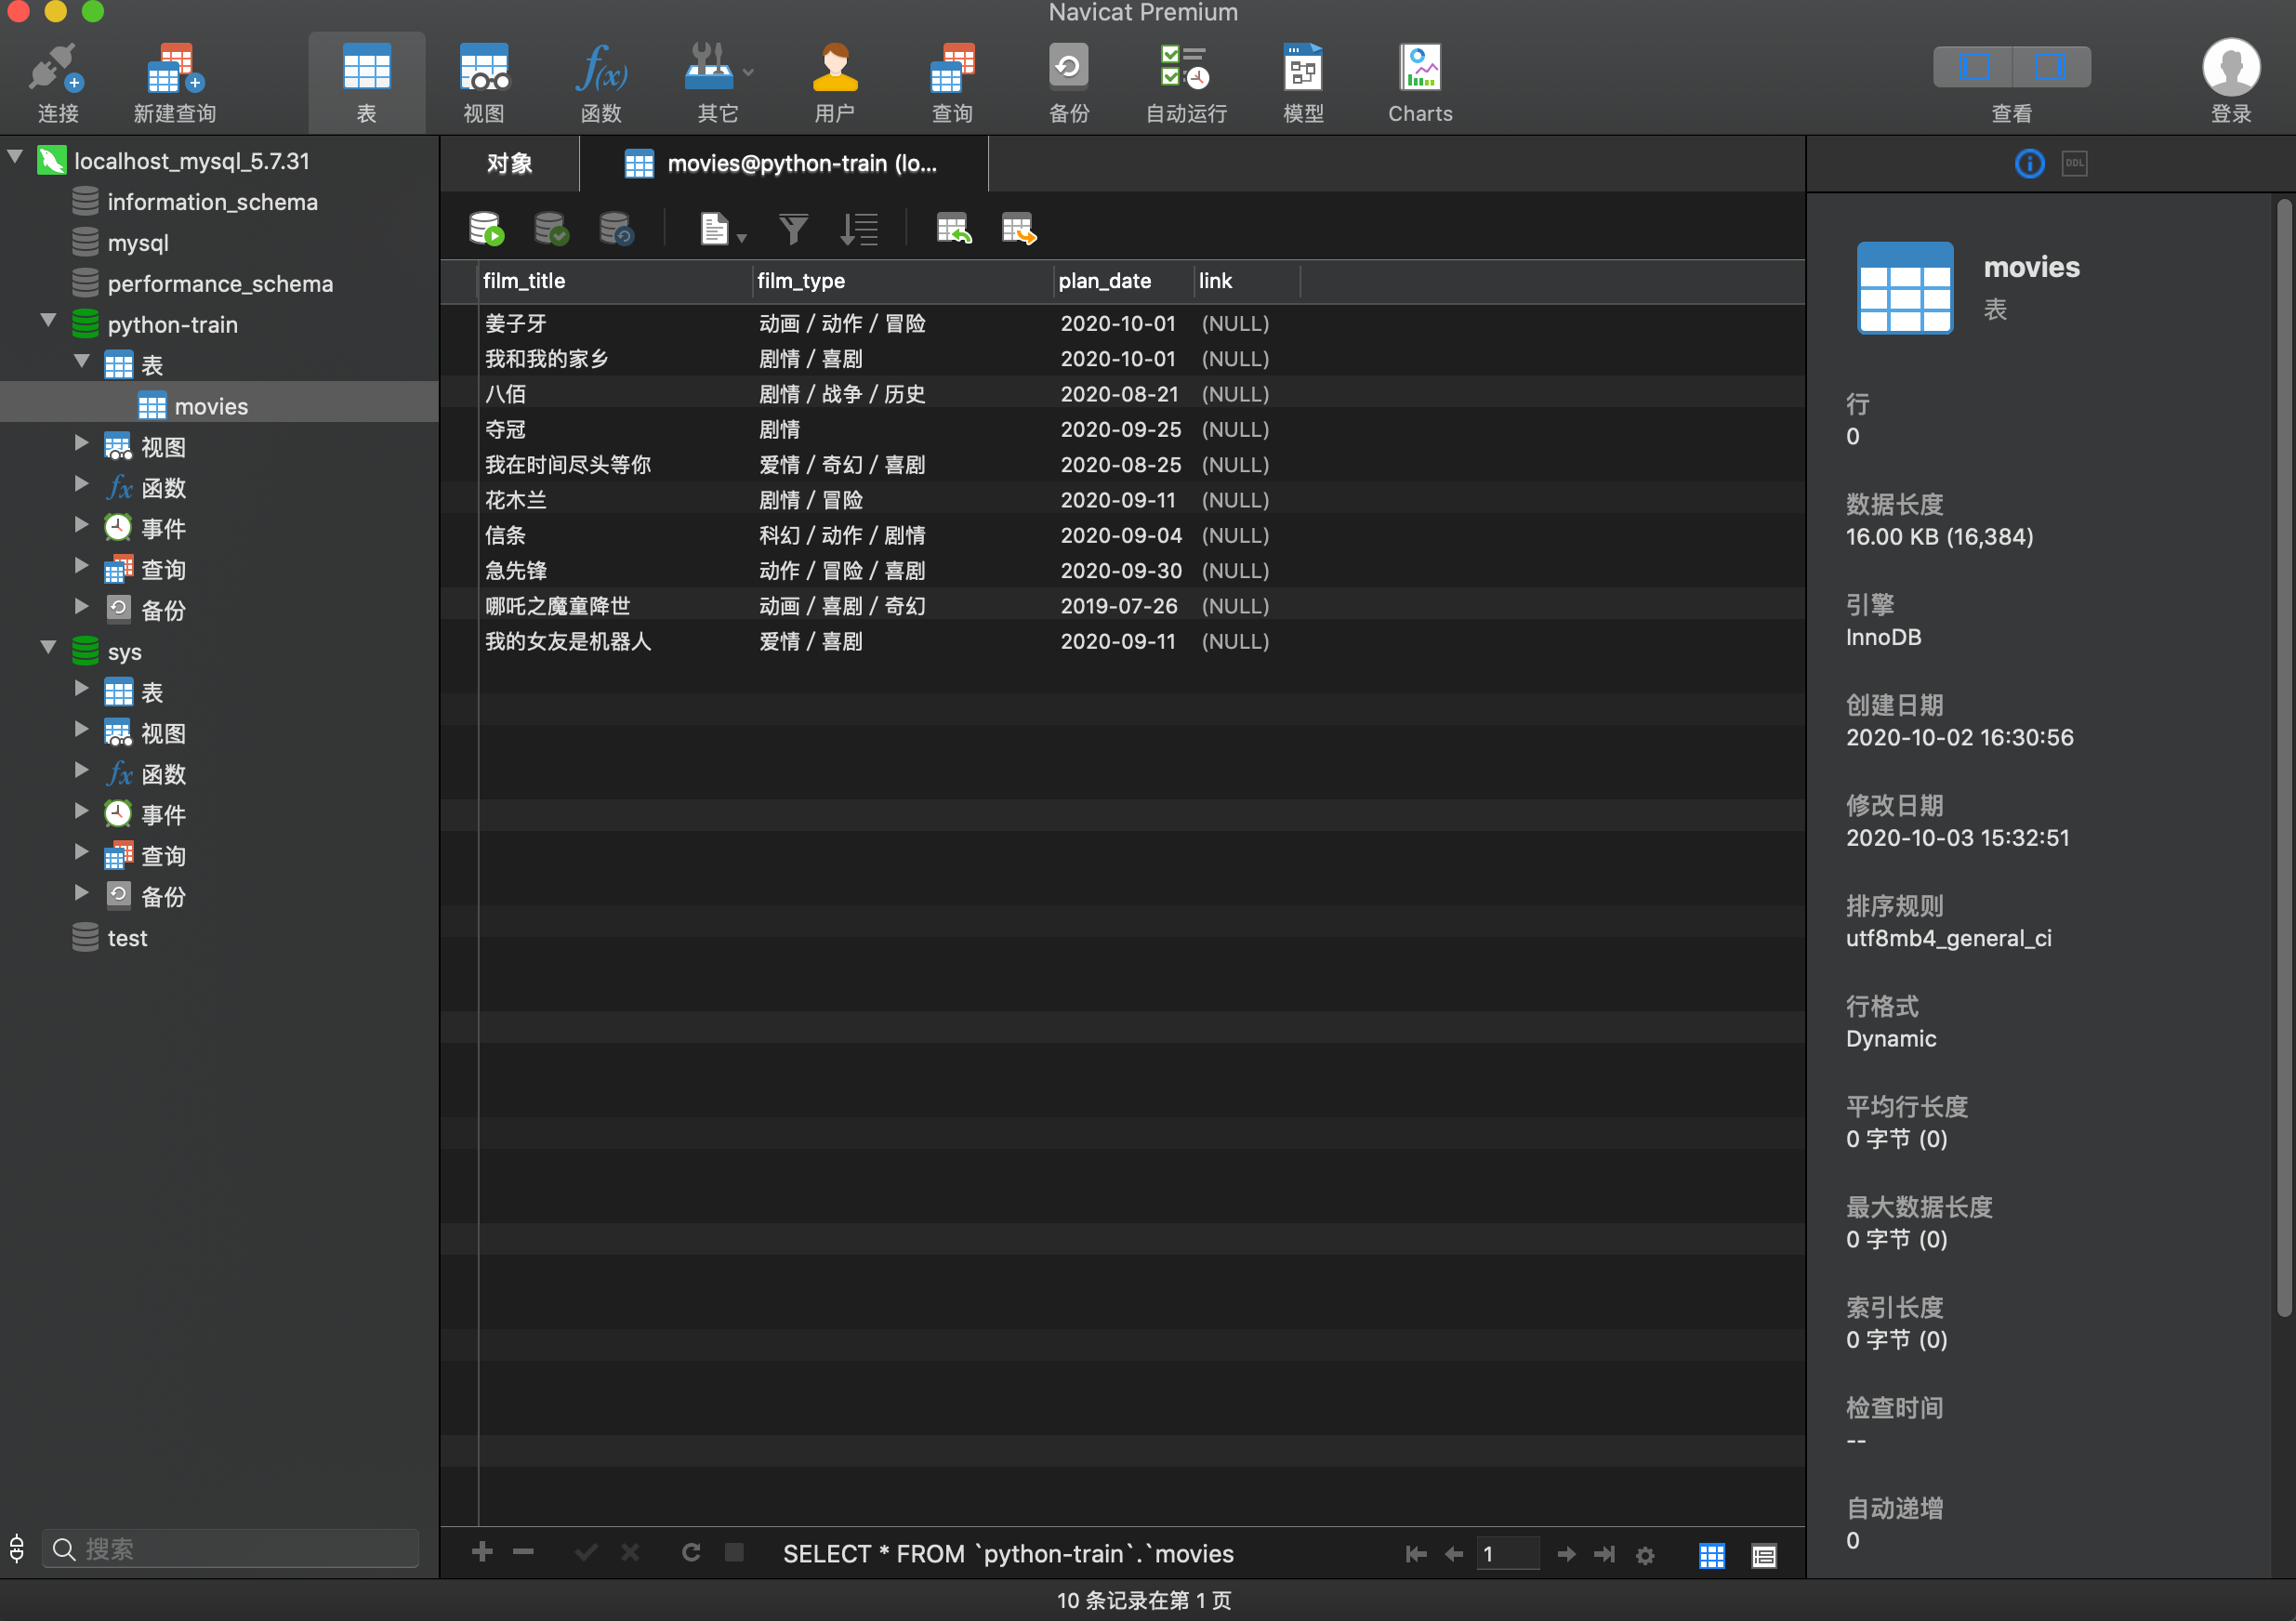 Navicat Premium
连接
新建查询
表
视图
函数
其它
用户
查询
备份
自动运行
模型
Charts
查看
登录
localhost_mysql_5.7.31
information_schema
mysql
performance_schema
python-train
表
movies
视图
fx 函数
事件
查询
备份
sys
表
视图
fx 函数
事件
查询
备份
test
搜索
对象
movies@python-train (lo...
film_title film_type plan_date link
姜子牙 动画 / 动作 / 冒险 2020-10-01 (NULL)
我和我的家乡 剧情 / 喜剧 2020-10-01 (NULL)
八佰 剧情 / 战争 / 历史 2020-08-21 (NULL)
夺冠 剧情 2020-09-25 (NULL)
我在时间尽头等你 爱情 / 奇幻 / 喜剧 2020-08-25 (NULL)
花木兰 剧情 / 冒险 2020-09-11 (NULL)
信条 科幻 / 动作 / 剧情 2020-09-04 (NULL)
急先锋 动作 / 冒险 / 喜剧 2020-09-30 (NULL)
哪吒之魔童降世 动画 / 喜剧 / 奇幻 2019-07-26 (NULL)
我的女友是机器人 爱情 / 喜剧 2020-09-11 (NULL)
SELECT * FROM `python-train`.`movies
1
10 条记录在第 1 页
DDL
movies
表
行
0
数据长度
16.00 KB (16,384)
引擎
InnoDB
创建日期
2020-10-02 16:30:56
修改日期
2020-10-03 15:32:51
排序规则
utf8mb4_general_ci
行格式
Dynamic
平均行长度
0 字节 (0)
最大数据长度
0 字节 (0)
索引长度
0 字节 (0)
检查时间
--
自动递增
0